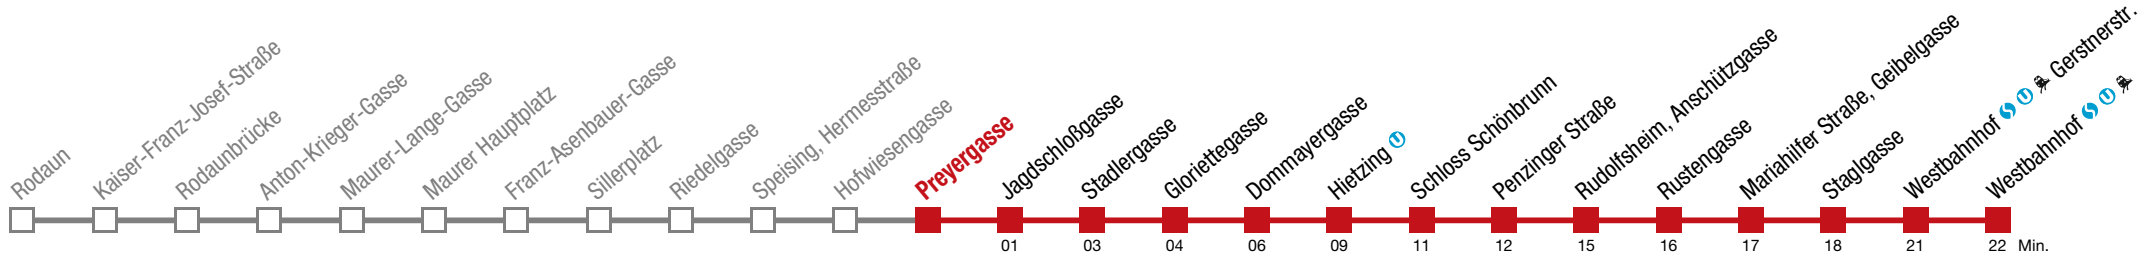 Rodaun
Kaiser-Franz-Josef-Straße
Rodaunbrücke
Anton-Krieger-Gasse
Maurer-Lange-Gasse
Maurer Hauptplatz
Franz-Asenbauer-Gasse
Sillerplatz
Riedelgasse
Speising, Hermesstraße
Hofwiesengasse
Preyergasse
Jagdschloßgasse
Stadlergasse
Gloriettegasse
Dommayergasse
Hietzing U
Schloss Schönbrunn
Penzinger Straße
Rudolfsheim, Anschützgasse
Rustengasse
Mariahilfer Straße, Geibelgasse
Staglgasse
Westbahnhof S U Gerstnerstr.
Westbahnhof S U
01 03 04 06 09 11 12 15 16 17 18 21 22 Min.